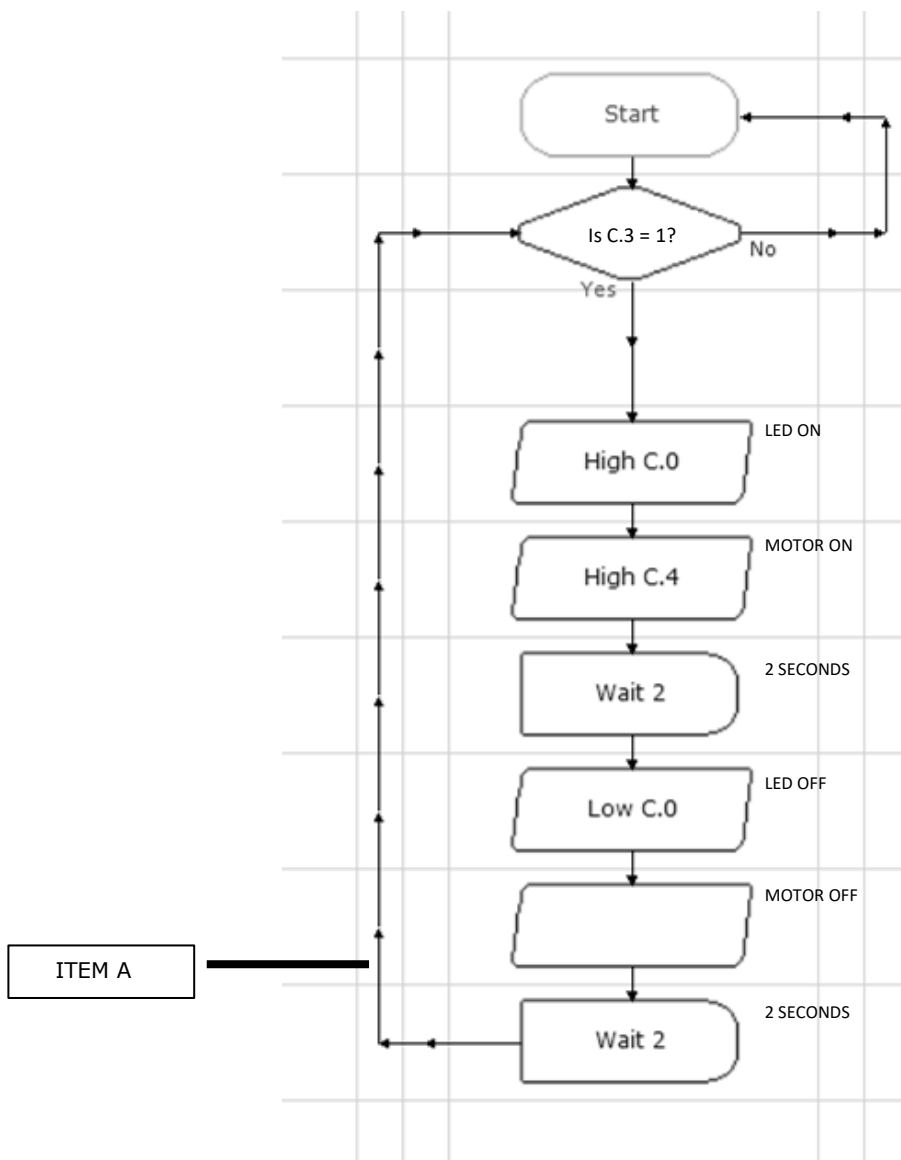 Start
Is C.3 = 1?
No
Yes
LED ON
High C.0
MOTOR ON
High C.4
2 SECONDS
Wait 2
LED OFF
Low C.0
MOTOR OFF
ITEM A
2 SECONDS
Wait 2